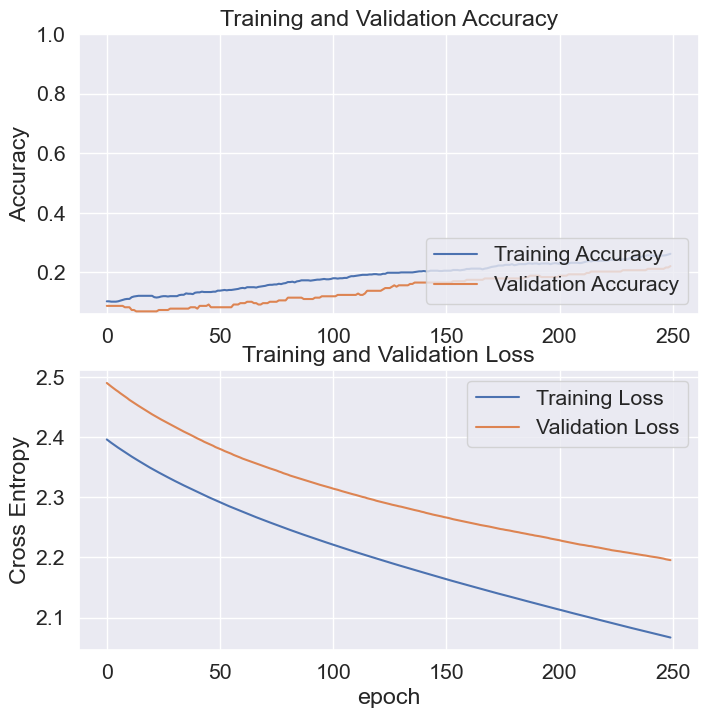 Training and Validation Accuracy
Accuracy
1.0
0.8
0.6
0.4
0.2
Training Accuracy
Validation Accuracy
0 50 100 150 200 250
Training and Validation Loss
Cross Entropy
2.5
2.4
2.3
2.2
2.1
Training Loss
Validation Loss
0 50 100 150 200 250
epoch